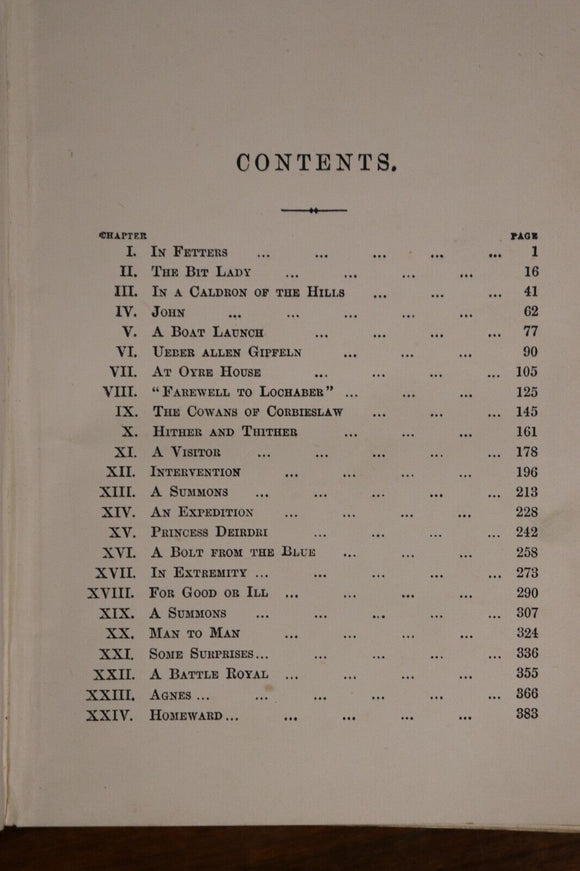 CONTENTS.
CHAPTER PAGE
I. IN FETTERS ... ... ... ... ... 1
II. THE BIT LADY ... ... ... ... 16
III. IN A CALDRON OF THE HILLS ... ... ... 41
IV. JOHN ... ... ... ... ... 62
V. A BOAT LAUNCH ... ... ... ... 77
VI. UEBER ALLEN GIPFELN ... ... ... 90
VII. AT OYRE HOUSE ... ... ... ... 105
VIII. "FAREWELL TO LOCHABER" ... ... ... 125
IX. THE COWANS OF CORBIESLAW ... ... ... 145
X. HITHER AND THITHER ... ... ... 161
XI. A VISITOR ... ... ... ... ... 178
XII. INTERVENTION ... ... ... ... 196
XIII. A SUMMONS ... ... ... ... ... 213
XIV. AN EXPEDITION ... ... ... ... 228
XV. PRINCESS DEIRDRI ... ... ... ... 242
XVI. A BOLT FROM THE BLUE ... ... ... 258
XVII. IN EXTREMITY ... ... ... ... ... 273
XVIII. FOR GOOD OR ILL ... ... ... ... 290
XIX. A SUMMONS ... ... ... ... ... 307
XX. MAN TO MAN ... ... ... ... 324
XXI. SOME SURPRISES... ... ... ... ... 336
XXII. A BATTLE ROYAL ... ... ... ... 355
XXIII. AGNES ... ... ... ... ... ... 366
XXIV. HOMEWARD... ... ... ... ... 383